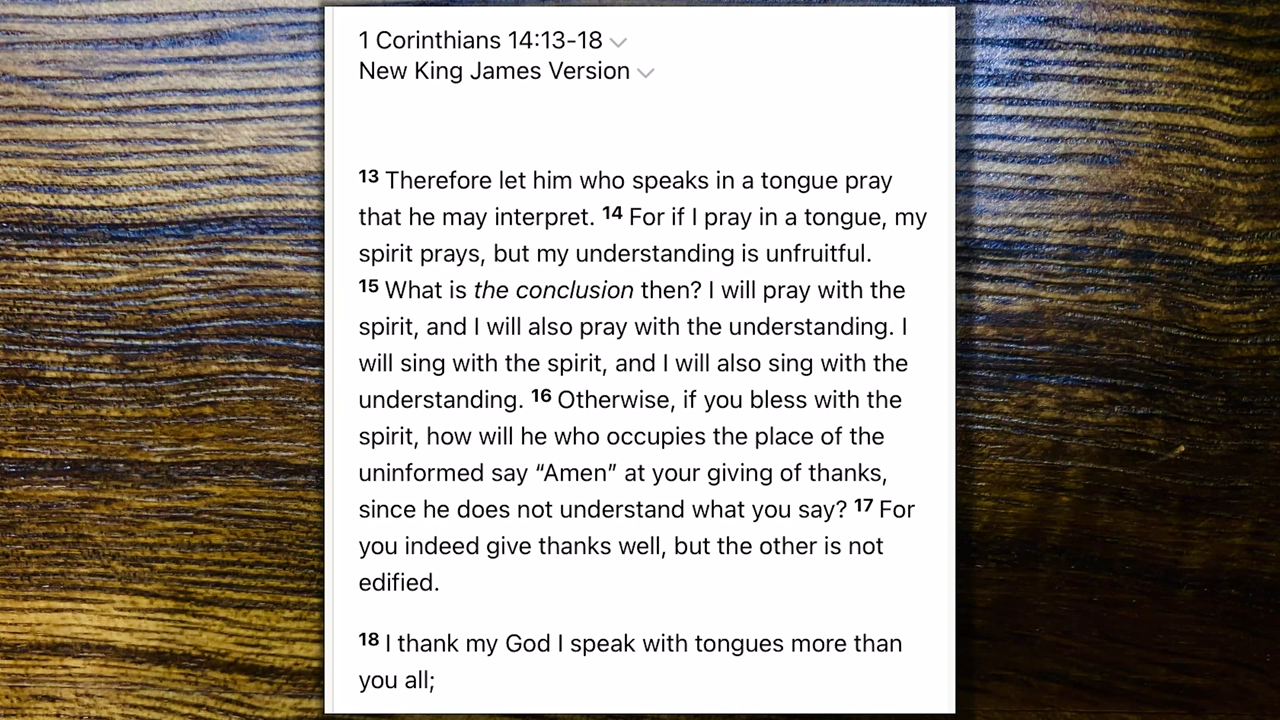 1 Corinthians 14:13-18
New King James Version
13 Therefore let him who speaks in a tongue pray
that he may interpret. 14 For if I pray in a tongue, my
spirit prays, but my understanding is unfruitful.
15 What is the conclusion then? I will pray with the
spirit, and I will also pray with the understanding. I
will sing with the spirit, and I will also sing with the
understanding. 16 Otherwise, if you bless with the
spirit, how will he who occupies the place of the
uninformed say “Amen” at your giving of thanks,
since he does not understand what you say? 17 For
you indeed give thanks well, but the other is not
edified.
18 I thank my God I speak with tongues more than
you all;